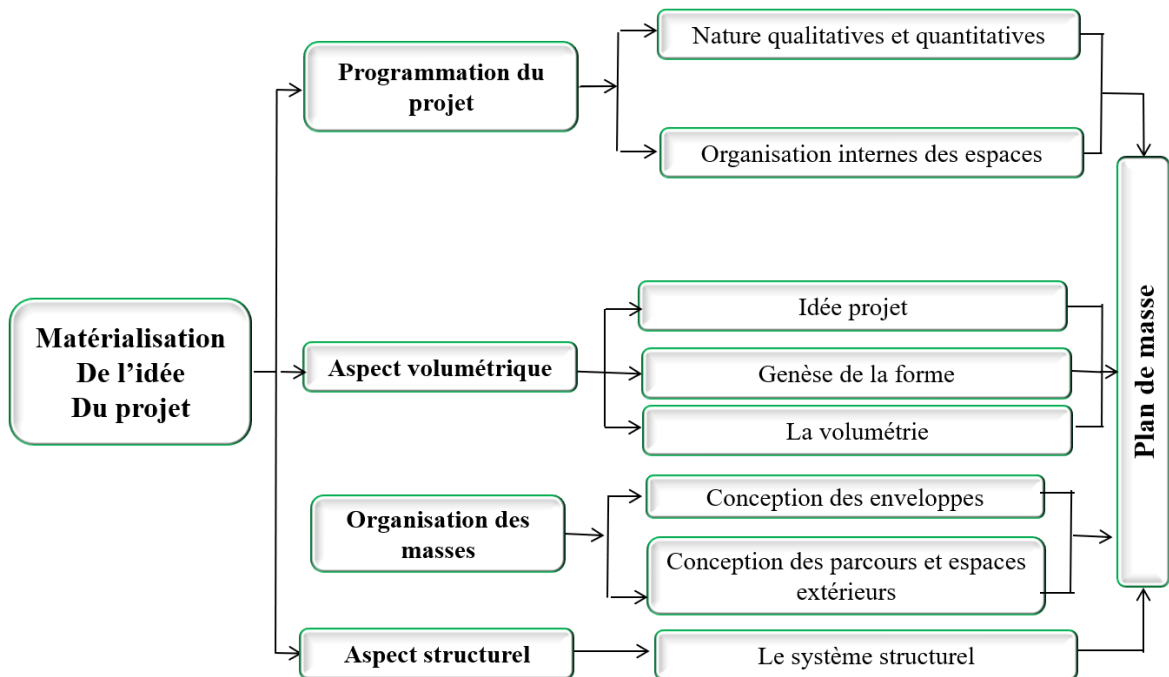 Matérialisation
De l'idée
Du projet
Programmation du
projet
Nature qualitatives et quantitatives
Organisation internes des espaces
Aspect volumétrique
Idée projet
Genèse de la forme
La volumétrie
Organisation des
masses
Conception des enveloppes
Conception des parcours et espaces
extérieurs
Aspect structurel
Le système structurel
Plan de masse